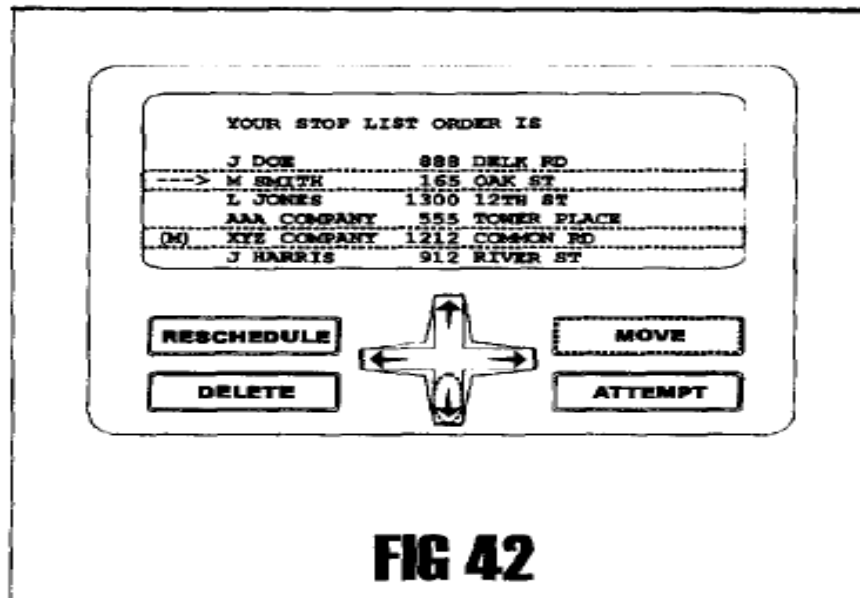 YOUR STOP LIST ORDER IS
J DOE 888 DELK RD
---> M SMITH 165 OAK ST
L JONES 1300 12TH ST
AAA COMPANY 555 TOWER PLACE
(M) XYZ COMPANY 1212 COMMON RD
J HARRIS 912 RIVER ST
RESCHEDULE MOVE
DELETE ATTEMPT
FIG 42